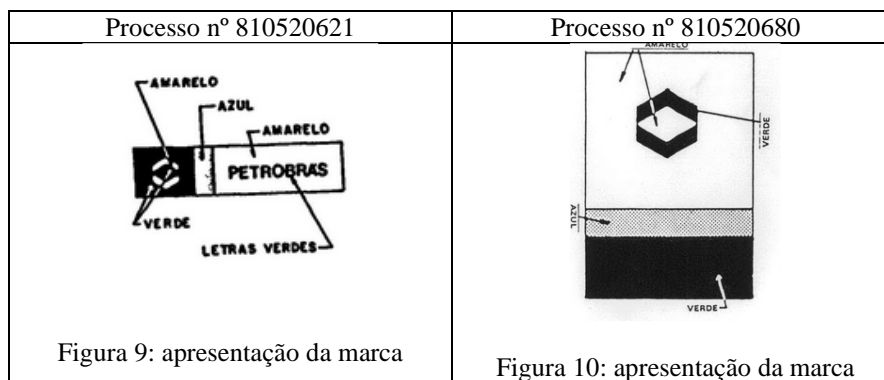 Processo nº 810520621
AMARELO
AZUL
AMARELO
PETROBRÁS
VERDE
LETRAS VERDES
Figura 9: apresentação da marca
Processo nº 810520680
AMARELO
VERDE
AZUL
VERDE
Figura 10: apresentação da marca